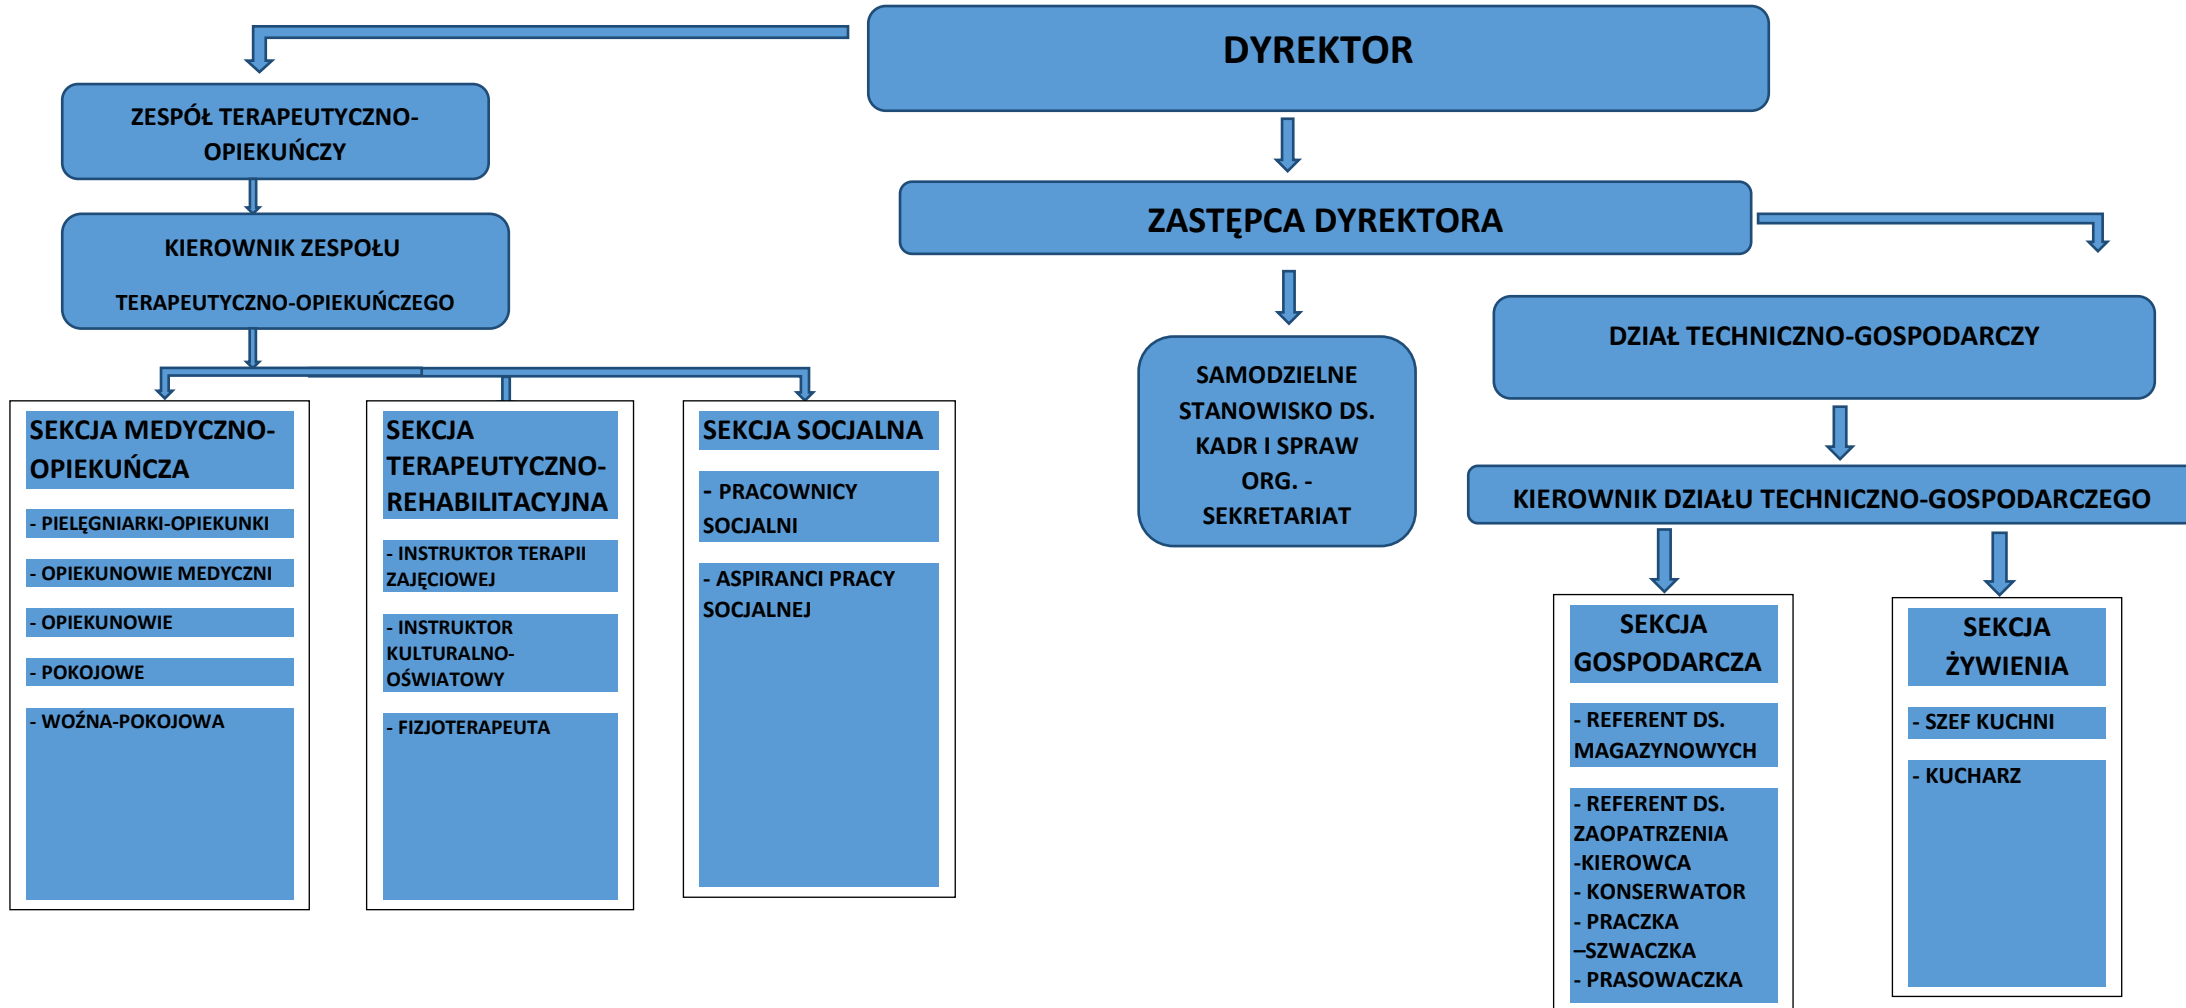 DYREKTOR
ZESPÓŁ TERAPEUTYCZNO-
OPIEKUŃCZY
ZASTĘPCA DYREKTORA
KIEROWNIK ZESPOŁU
TERAPEUTYCZNO-OPIEKUŃCZEGO
DZIAŁ TECHNICZNO-GOSPODARCZY
SAMODZIELNE
STANOWISKO DS.
KADR I SPRAW
ORG. -
SEKRETARIAT
KIEROWNIK DZIAŁU TECHNICZNO-GOSPODARCZEGO
SEKCJA MEDYCZNO-
OPIEKUŃCZA
- PIELĘGNIARKI-OPIEKUNKI
- OPIEKUNOWIE MEDYCZNI
- OPIEKUNOWIE
- POKOJOWE
- WOŹNA-POKOJOWA
SEKCJA
TERAPEUTYCZNO-
REHABILITACYJNA
- INSTRUKTOR TERAPII
ZAJĘCIOWEJ
- INSTRUKTOR
KULTURALNO-
OŚWIATOWY
- FIZJOTERAPEUTA
SEKCJA SOCJALNA
- PRACOWNICY
SOCJALNI
- ASPIRANCI PRACY
SOCJALNEJ
SEKCJA
GOSPODARCZA
- REFERENT DS.
MAGAZYNOWYCH
- REFERENT DS.
ZAOPATRZENIA
-KIEROWCA
- KONSERWATOR
- PRACZKA
–SZWACZKA
- PRASOWACZKA
SEKCJA
ŻYWIENIA
- SZEF KUCHNI
- KUCHARZ